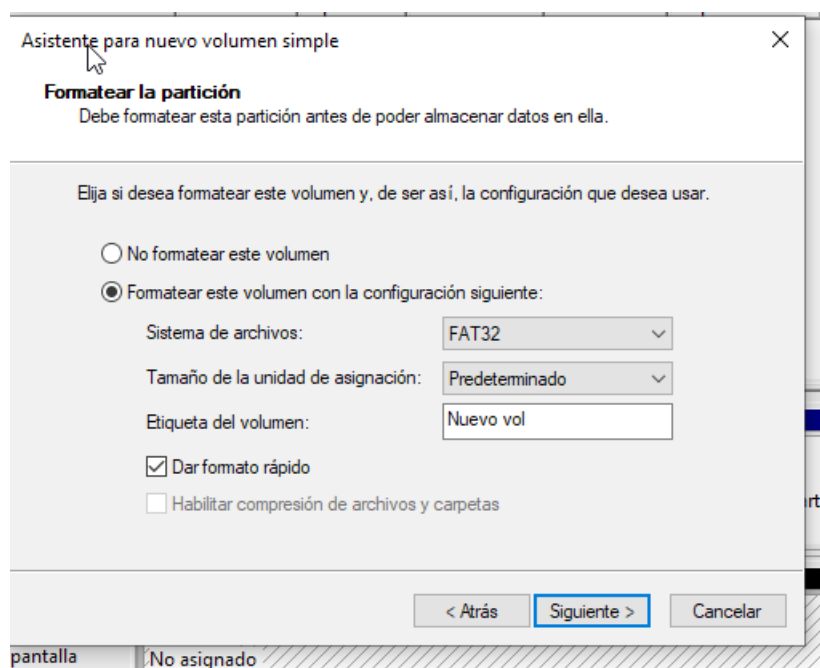 Asistente para nuevo volumen simple
Formatear la partición
Debe formatear esta partición antes de poder almacenar datos en ella.
Elija si desea formatear este volumen y, de ser así, la configuración que desea usar.
No formatear este volumen
Formatear este volumen con la configuración siguiente:
Sistema de archivos: FAT32
Tamaño de la unidad de asignación: Predeterminado
Etiqueta del volumen: Nuevo vol
Dar formato rápido
Habilitar compresión de archivos y carpetas
< Atrás Siguiente > Cancelar
pantalla No asignado